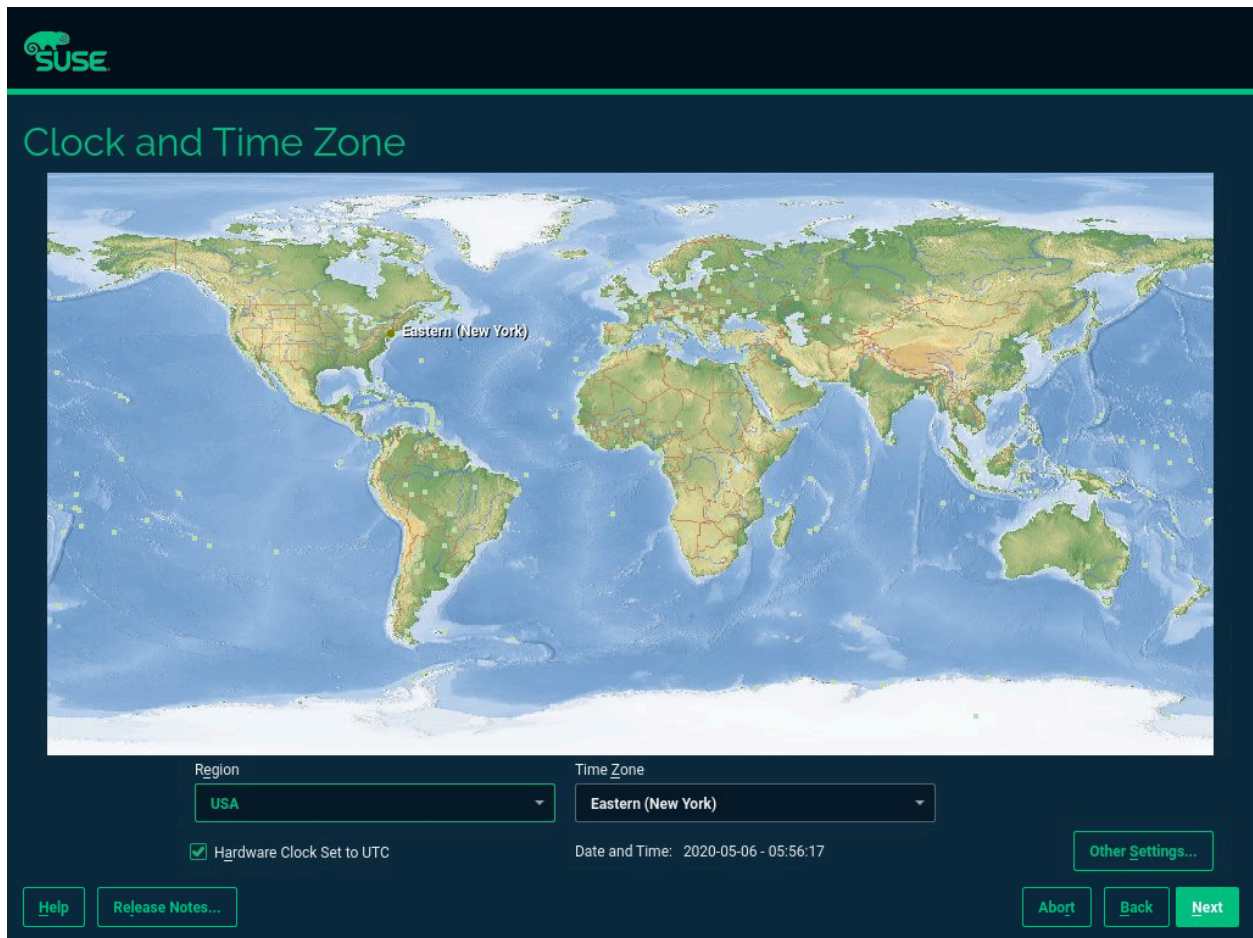 SUSE.
Clock and Time Zone
Eastern (New York)
Region
Time Zone
USA
Eastern (New York)
Hardware Clock Set to UTC
Date and Time: 2020-05-06 - 05:56:17
Other Settings...
Help
Release Notes...
Abort
Back
Next